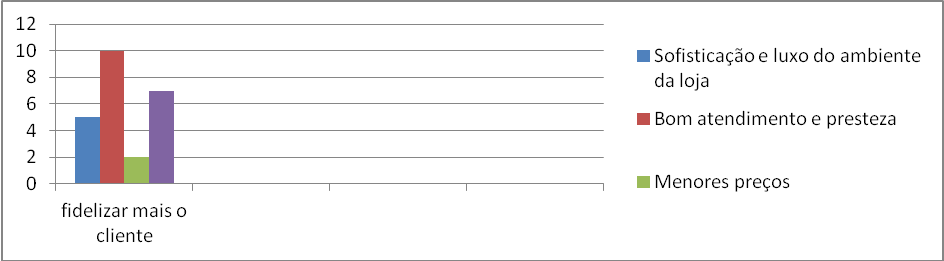 12
10
8
6
4
2
0
fidelizar mais o
cliente
Sofisticação e luxo do ambiente
da loja
Bom atendimento e presteza
Menores preços